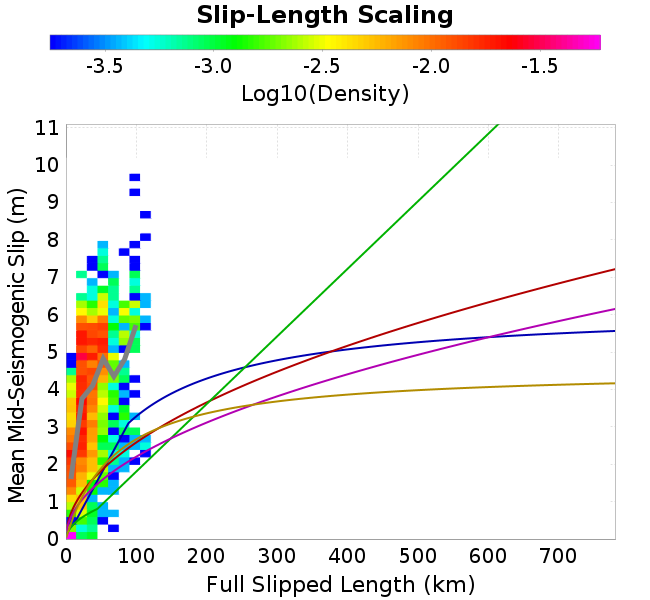 Slip-Length Scaling
-3.5 -3.0 -2.5 -2.0 -1.5
Log10(Density)
11
10
9
8
7
6
5
4
3
2
1
0
Mean Mid-Seismogenic Slip (m)
0 100 200 300 400 500 600 700
Full Slipped Length (km)